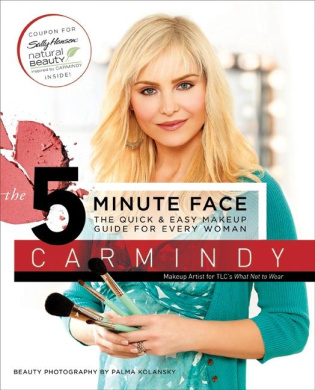 COUPON FOR
Sally Hansen
natural
BEAUTY
inspired by CARMINDY
INSIDE!
the 5
MINUTE FACE
THE QUICK & EASY MAKEUP
GUIDE FOR EVERY WOMAN
CARMINDY
Makeup Artist for TLC's What Not to Wear
BEAUTY PHOTOGRAPHY BY PALMA KOLANSKY